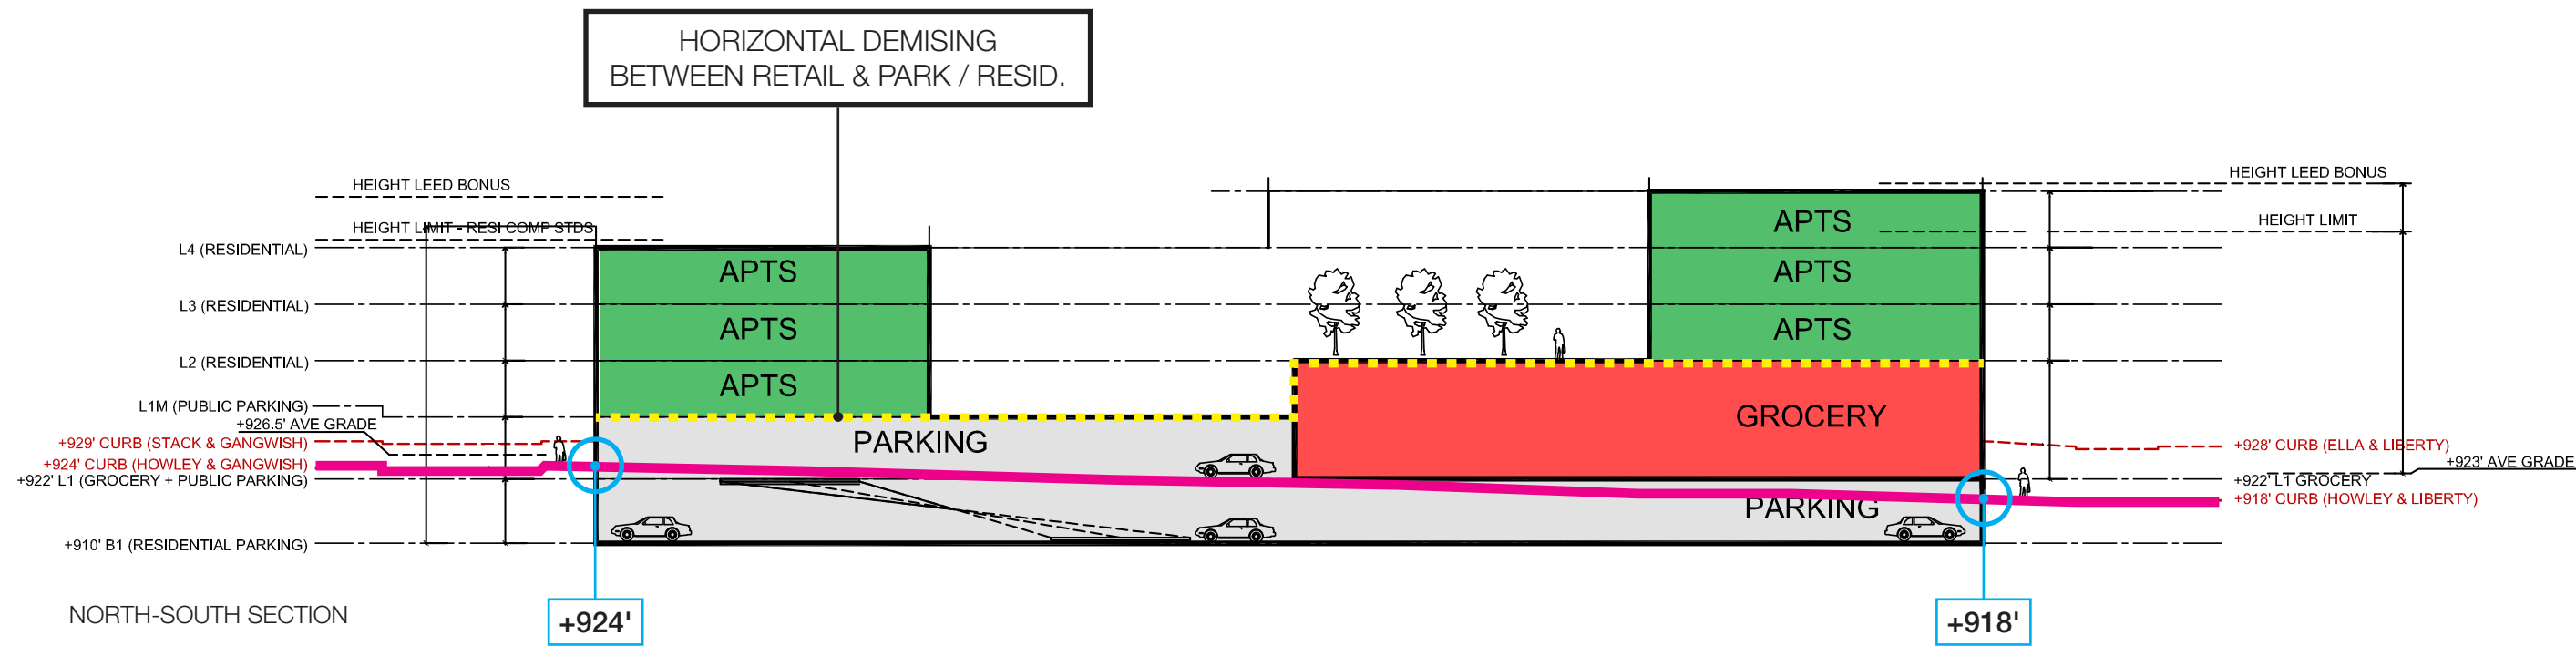 HORIZONTAL DEMISING
BETWEEN RETAIL & PARK / RESID.
HEIGHT LEED BONUS
HEIGHT LIMIT - RESI COMP STDS
L4 (RESIDENTIAL)
L3 (RESIDENTIAL)
L2 (RESIDENTIAL)
L1M (PUBLIC PARKING)
+926.5' AVE GRADE
+929' CURB (STACK & GANGWISH)
+924' CURB (HOWLEY & GANGWISH)
+922' L1 (GROCERY + PUBLIC PARKING)
+910' B1 (RESIDENTIAL PARKING)
APTS
APTS
APTS
PARKING
APTS
APTS
APTS
GROCERY
PARKING
HEIGHT LEED BONUS
HEIGHT LIMIT
+928' CURB (ELLA & LIBERTY)
+923' AVE GRADE
+922' L1 GROCERY
+918' CURB (HOWLEY & LIBERTY)
NORTH-SOUTH SECTION
+924'
+918'